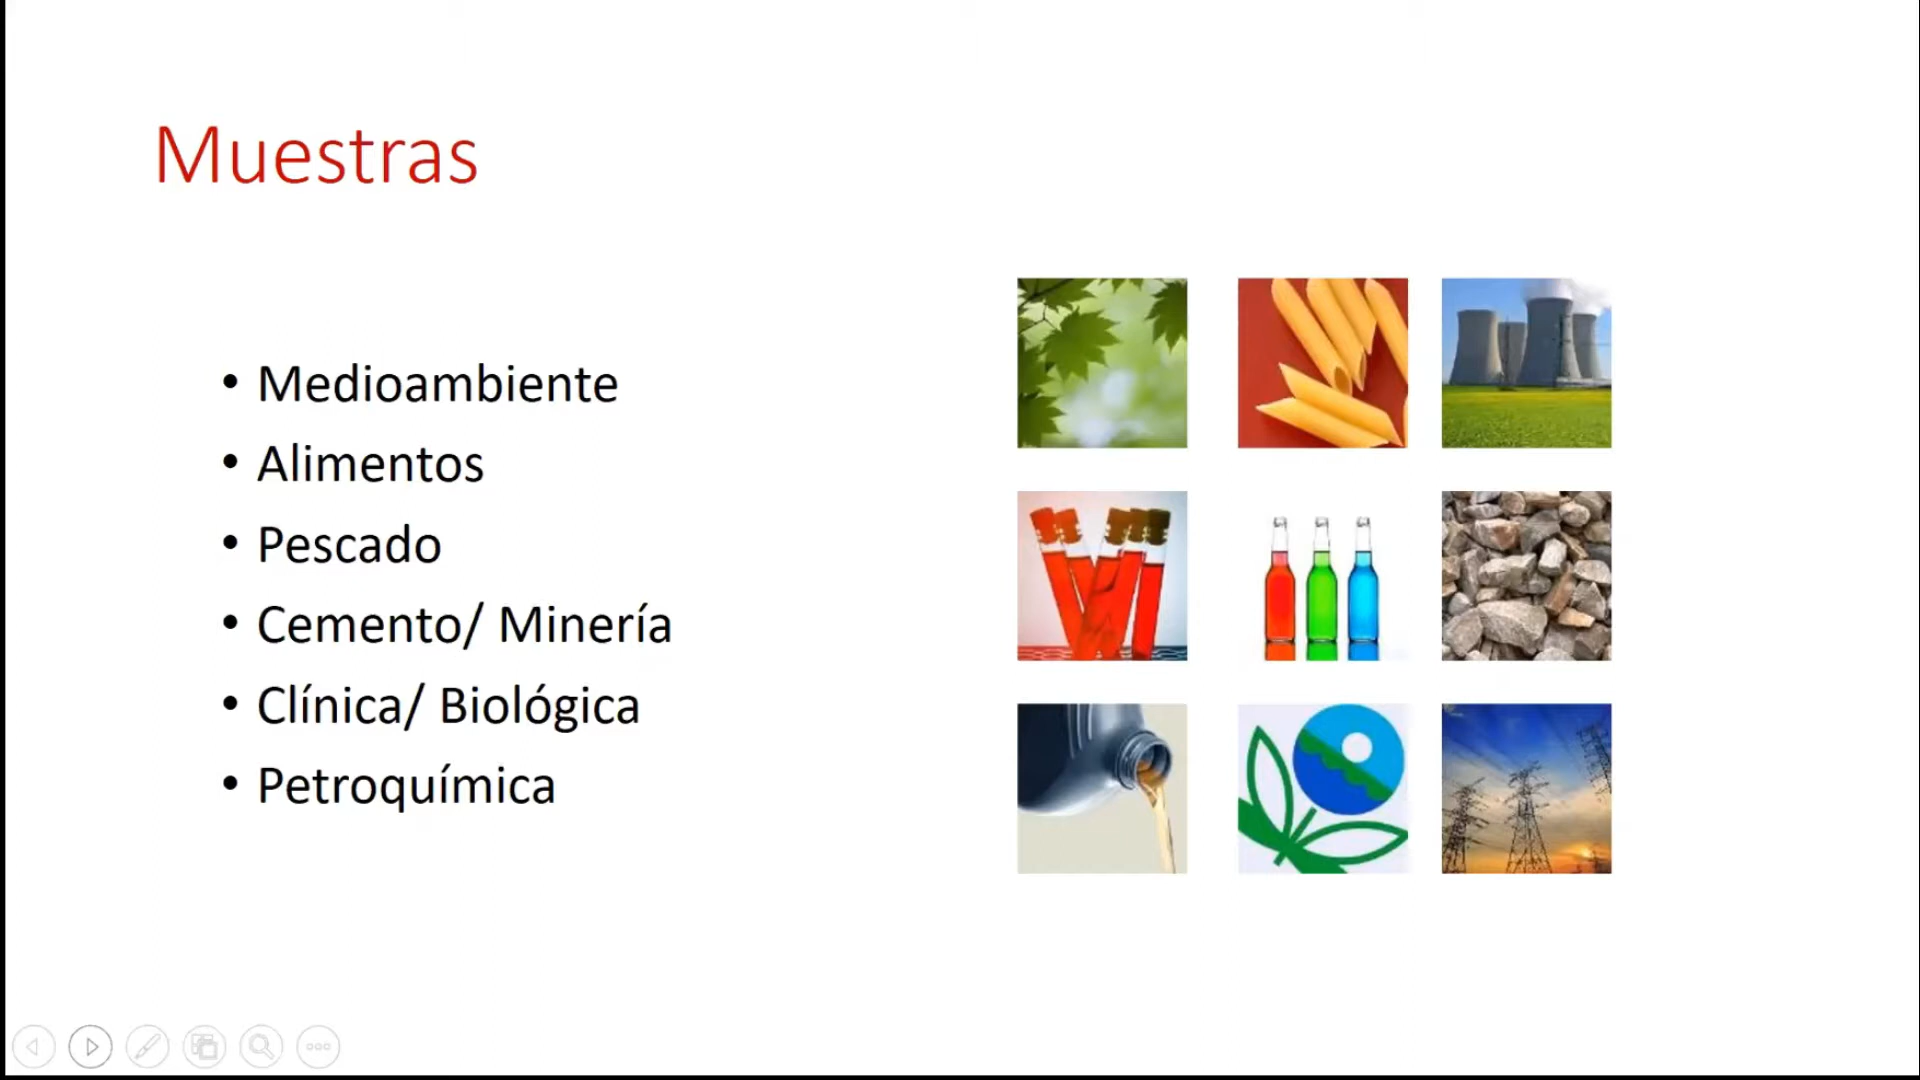 Muestras
• Medioambiente
• Alimentos
• Pescado
• Cemento/ Minería
• Clínica/ Biológica
• Petroquímica